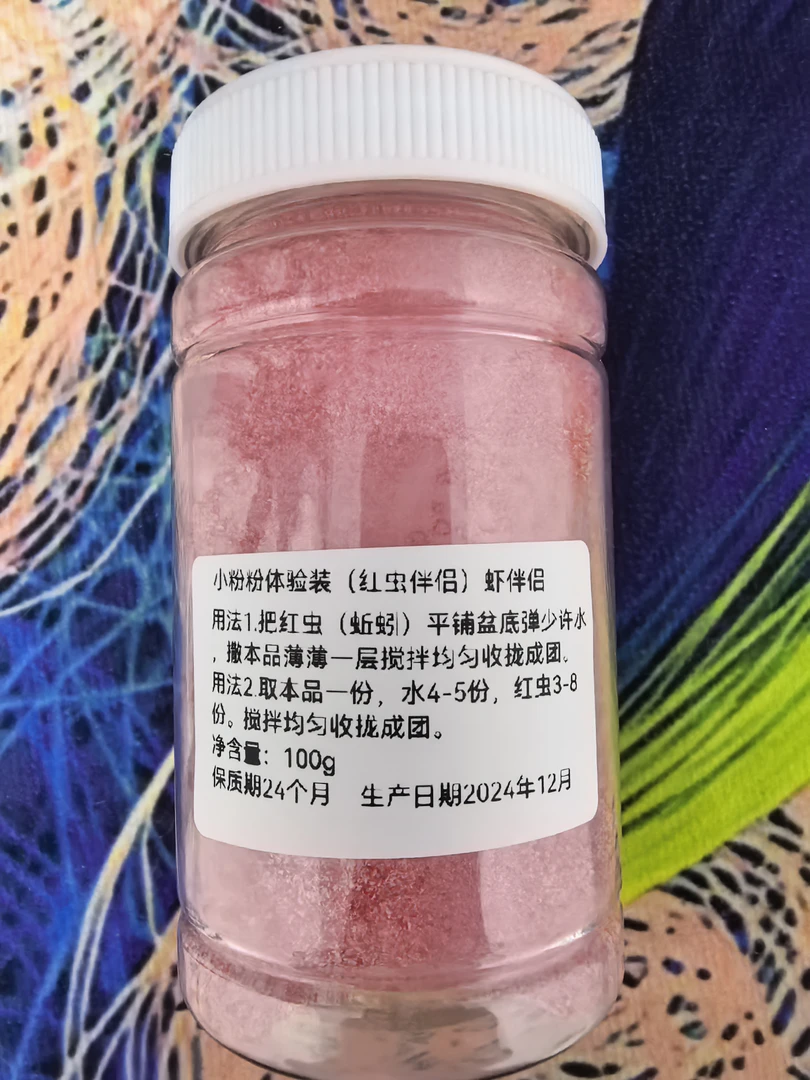 小粉粉体验装（红虫伴侣）虾伴侣
用法1.把红虫（蚯蚓）平铺盆底弹少许水
，撒本品薄薄一层搅拌均匀收拢成团。
用法2.取本品一份，水4-5份，红虫3-8
份。搅拌均匀收拢成团。
净含量：100g
保质期24个月 生产日期2024年12月